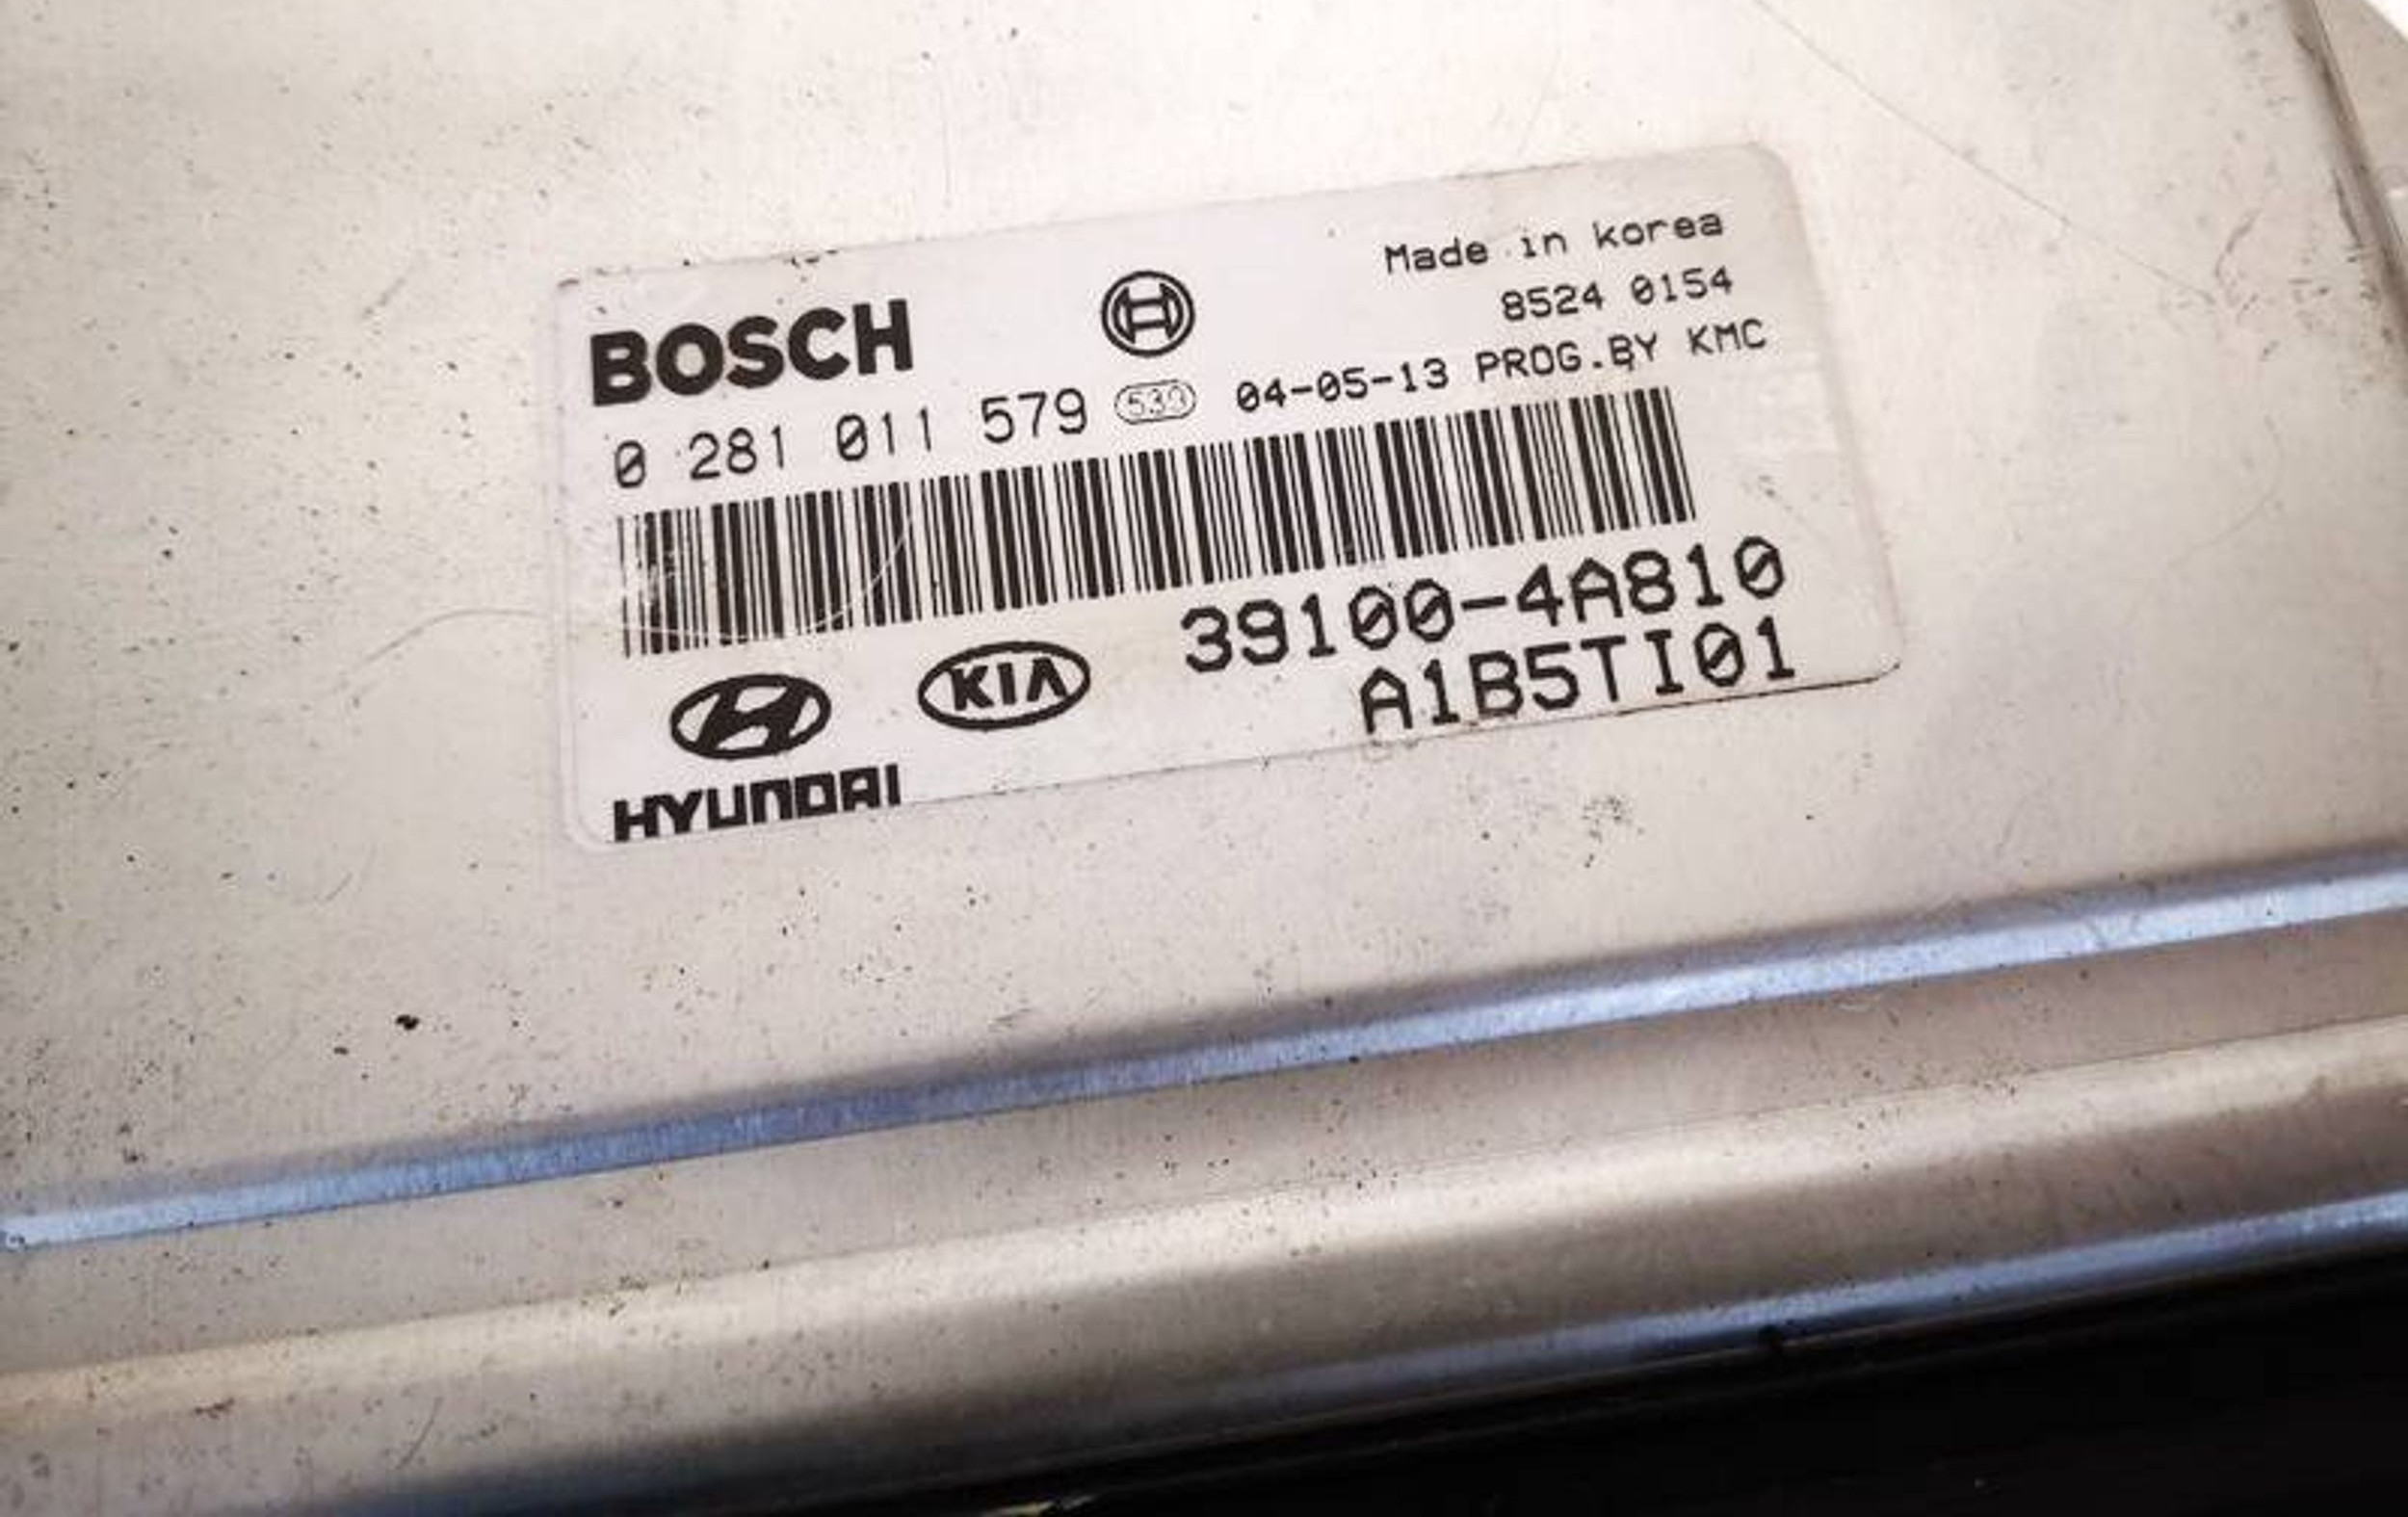 BOSCH
Made in korea
8524 0154
0 281 011 579
04-05-13 PROG.BY KMC
39100-4A810
KIA
A1B5TI01
HYUNDAI